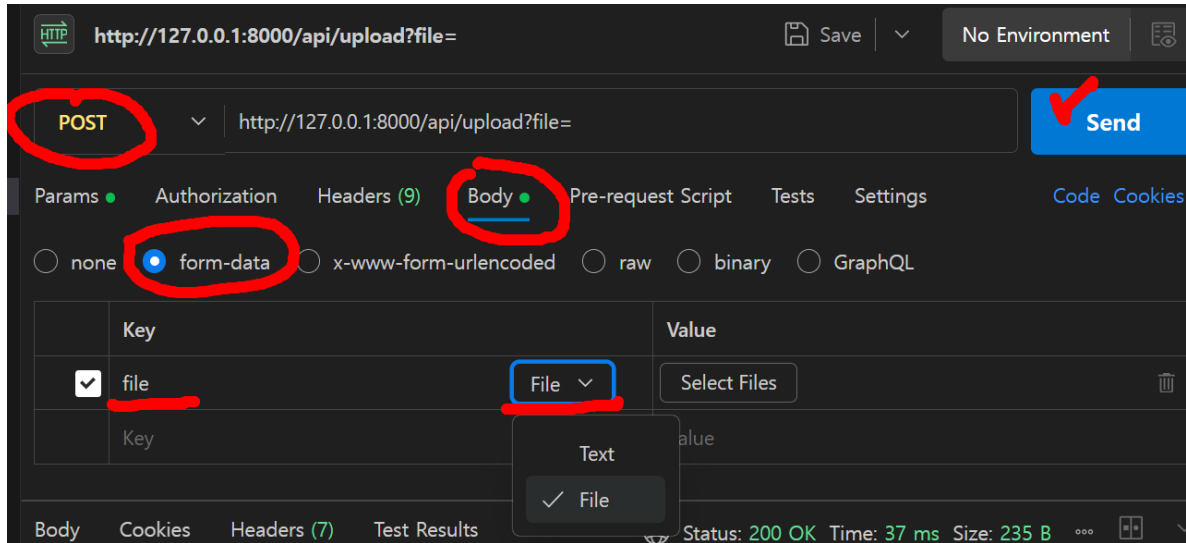 HTTP http://127.0.0.1:8000/api/upload?file= Save No Environment
POST http://127.0.0.1:8000/api/upload?file= Send
Params Authorization Headers (9) Body Pre-request Script Tests Settings Code Cookies
none form-data x-www-form-urlencoded raw binary GraphQL
Key Value
file File Select Files
Key
Text
File
Body Cookies Headers (7) Test Results Status: 200 OK Time: 37 ms Size: 235 B